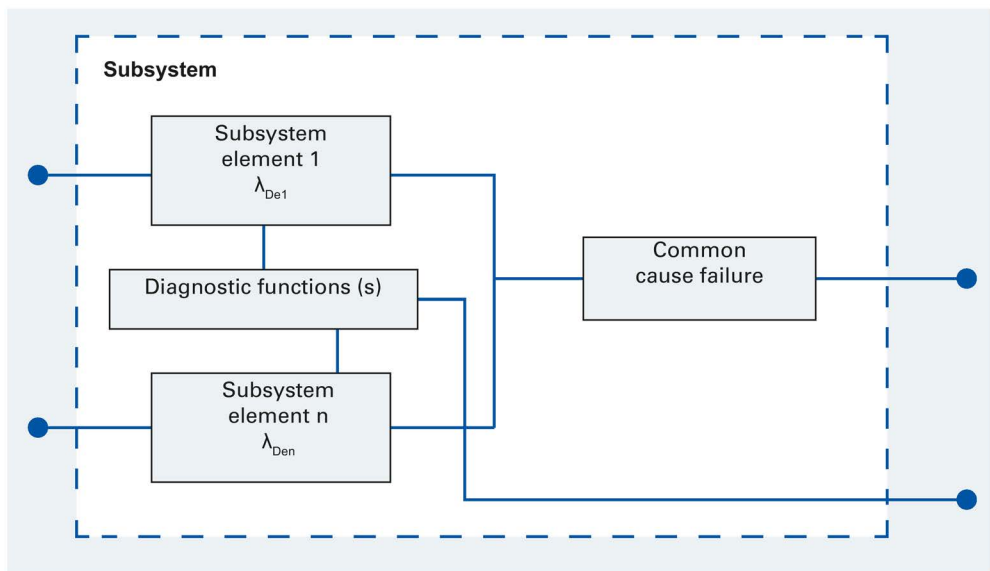 Subsystem
Subsystem
element 1
λDe1
Diagnostic functions (s)
Subsystem
element n
λDen
Common
cause failure